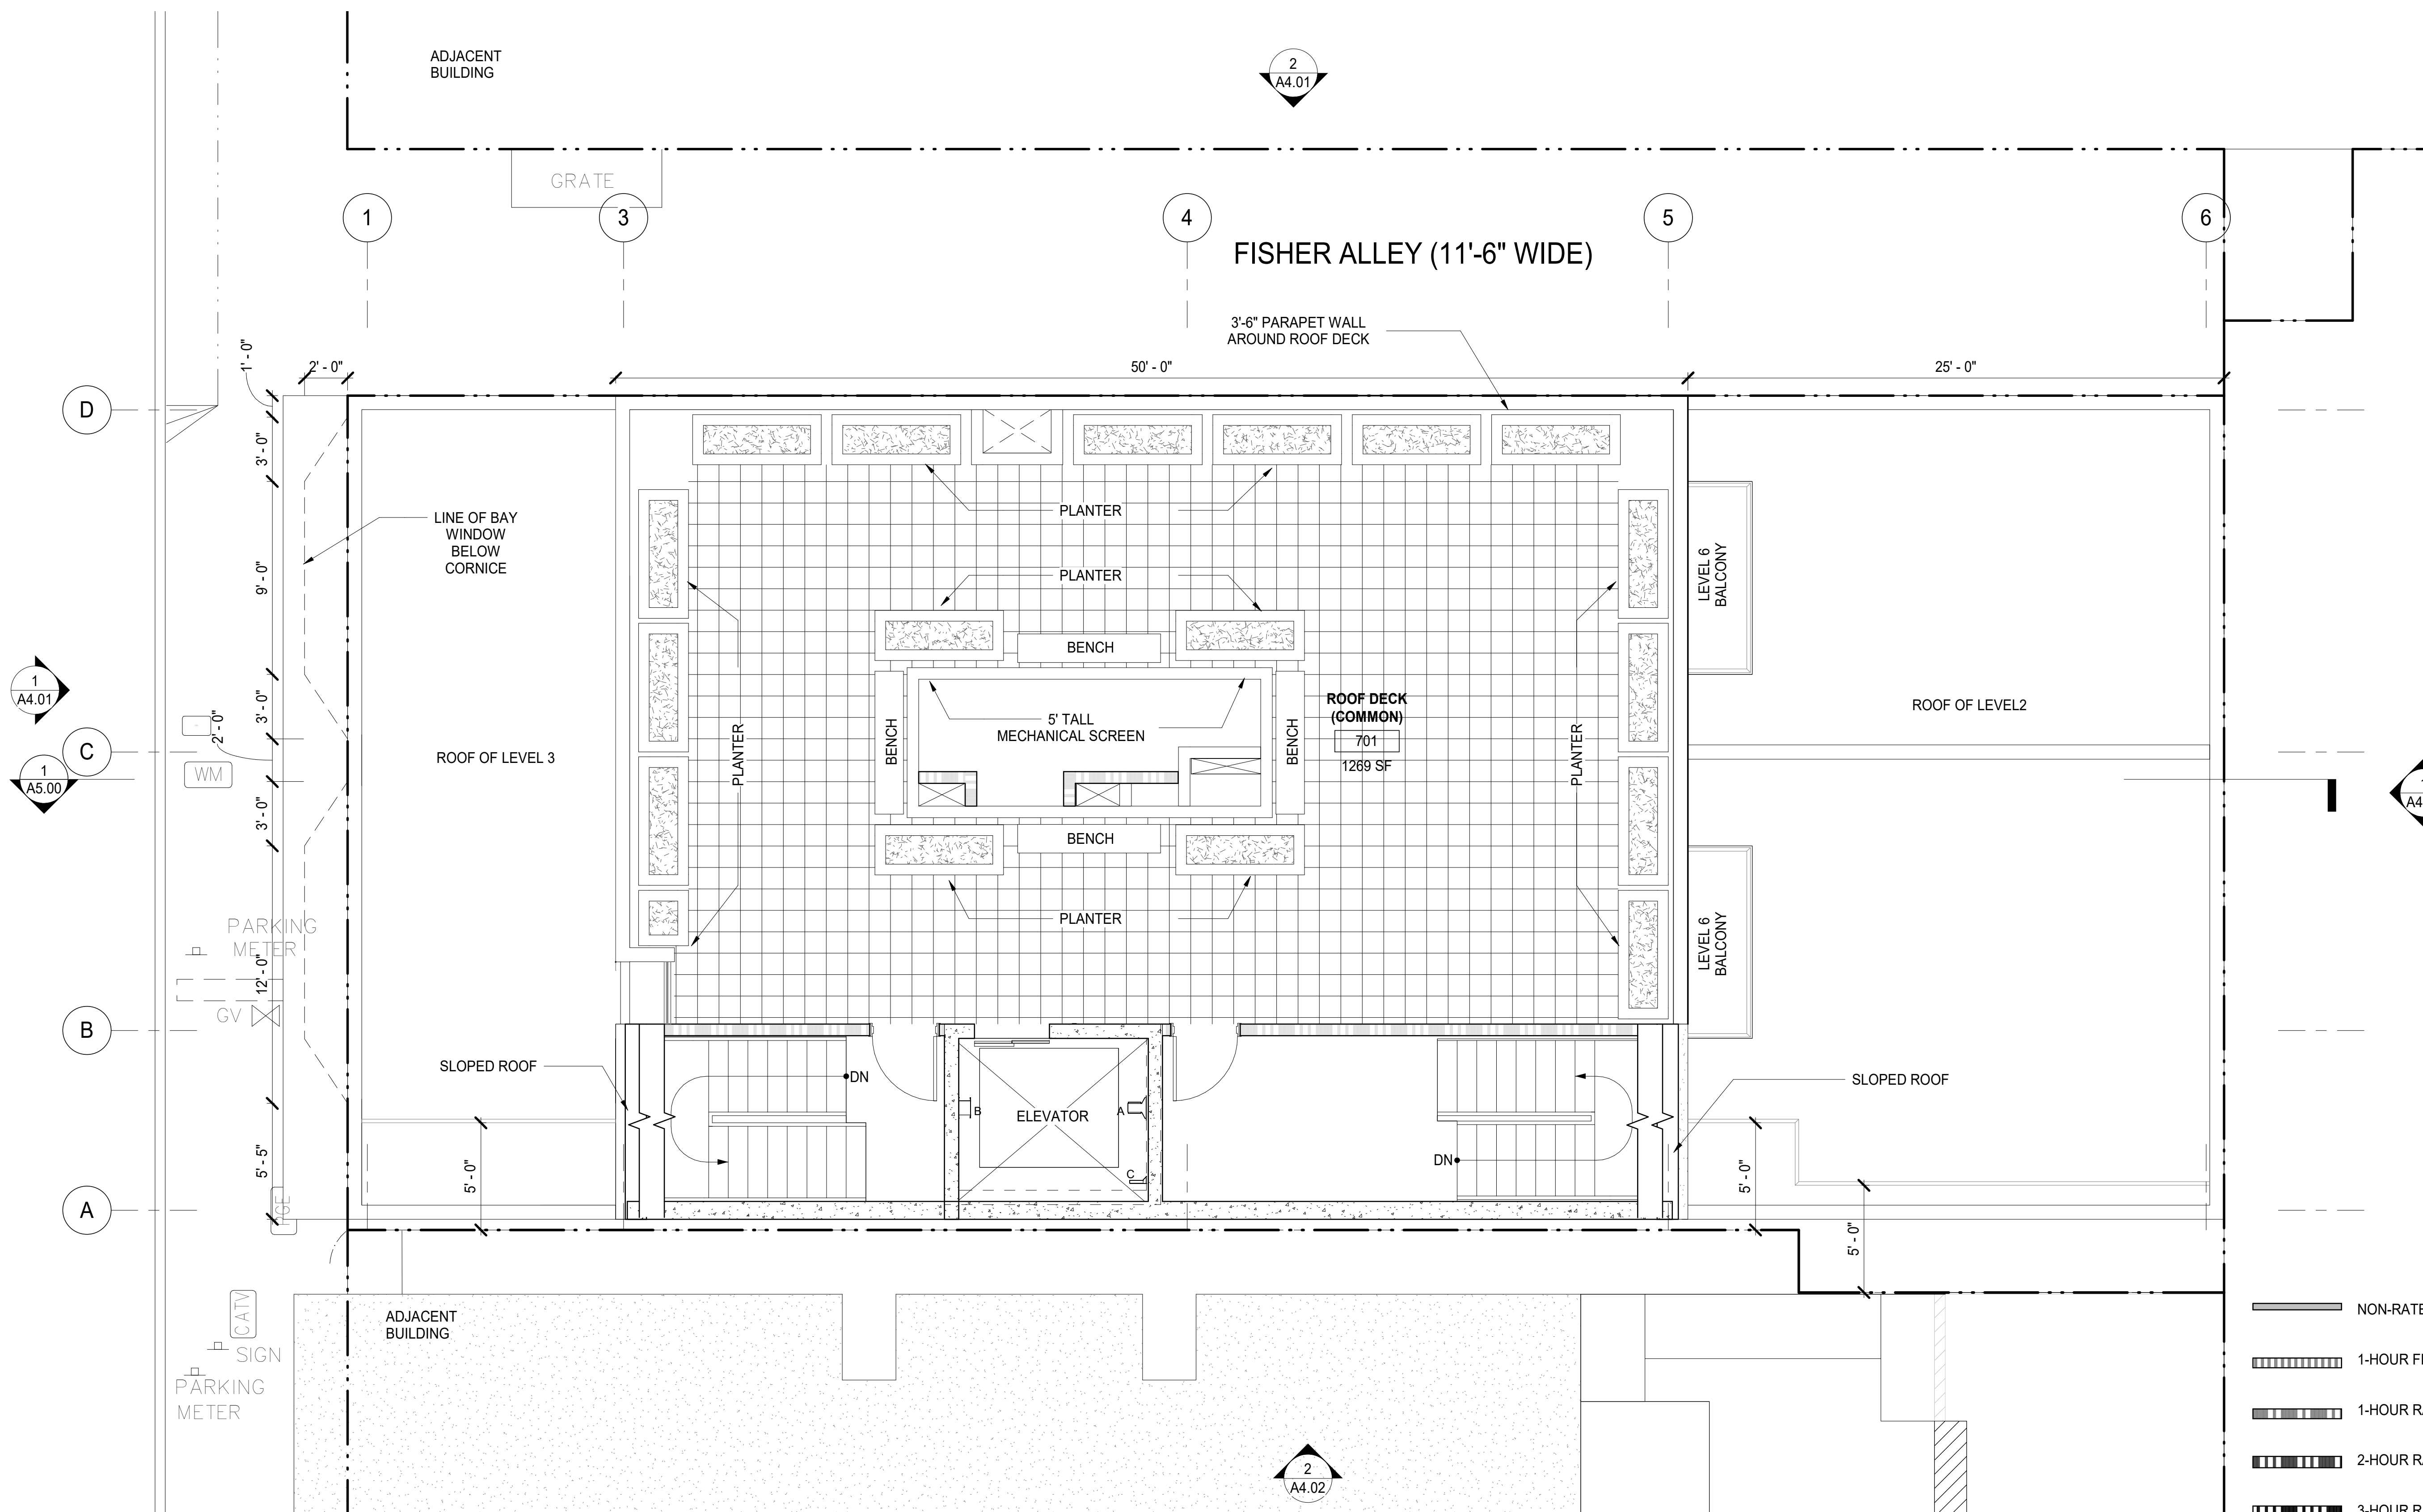 ADJACENT
BUILDING
2
A4.01
GRATE
1
3
4
5
6
FISHER ALLEY (11'-6" WIDE)
3'-6" PARAPET WALL
AROUND ROOF DECK
1' - 0"
2' - 0"
50' - 0"
25' - 0"
D
3' - 0"
LINE OF BAY
WINDOW
BELOW
CORNICE
PLANTER
9' - 0"
PLANTER
LEVEL 6
BALCONY
BENCH
1
A4.01
3' - 0"
2' - 0"
ROOF DECK
(COMMON)
701
1269 SF
5' TALL
MECHANICAL SCREEN
BENCH
BENCH
PLANTER
PLANTER
ROOF OF LEVEL2
C
ROOF OF LEVEL 3
WM
1
A5.00
A4
3' - 0"
BENCH
PLANTER
PARKING
METER
12' - 0"
LEVEL 6
BALCONY
GV
B
SLOPED ROOF
DN
B
ELEVATOR
A
C
DN
SLOPED ROOF
5' - 5"
5' - 0"
5' - 0"
5' - 0"
A
PGE
CATV
SIGN
PARKING
METER
ADJACENT
BUILDING
2
A4.02
NON-RATE
1-HOUR FI
1-HOUR RA
2-HOUR RA
3-HOUR R